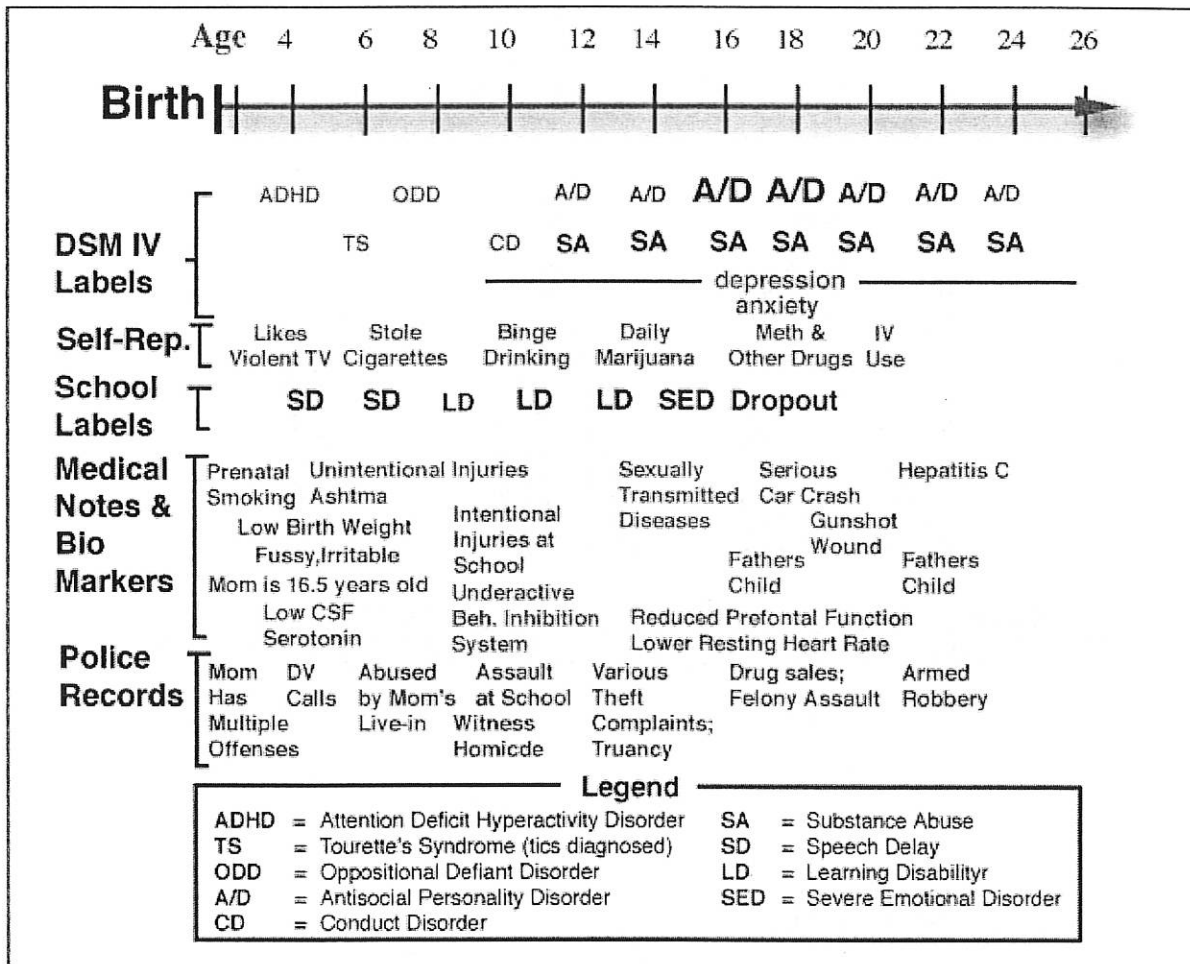 Age 4 6 8 10 12 14 16 18 20 22 24 26
Birth
DSM IV
Labels
ADHD ODD A/D A/D A/D A/D A/D A/D A/D
TS CD SA SA SA SA SA SA SA
depression
anxiety
Self-Rep.
Likes
Violent TV
Stole
Cigarettes
Binge
Drinking
Daily
Marijuana
Meth &
Other Drugs
IV
Use
School
Labels
SD SD LD LD LD SED Dropout
Medical
Notes &
Bio
Markers
Prenatal
Smoking
Unintentional Injuries
Ashtma
Low Birth Weight
Fussy,Irritable
Mom is 16.5 years old
Low CSF
Serotonin
Intentional
Injuries at
School
Underactive
Beh. Inhibition
System
Sexually
Transmitted
Diseases
Serious
Car Crash
Gunshot
Wound
Hepatitis C
Fathers
Child
Fathers
Child
Reduced Prefontal Function
Lower Resting Heart Rate
Police
Records
Mom
Has
Multiple
Offenses
DV
Calls
Abused
by Mom's
Live-in
Assault
at School
Witness
Homicde
Various
Theft
Complaints;
Truancy
Drug sales;
Felony Assault
Armed
Robbery
Legend
ADHD = Attention Deficit Hyperactivity Disorder
TS = Tourette's Syndrome (tics diagnosed)
ODD = Oppositional Defiant Disorder
A/D = Antisocial Personality Disorder
CD = Conduct Disorder
SA = Substance Abuse
SD = Speech Delay
LD = Learning Disabilityr
SED = Severe Emotional Disorder